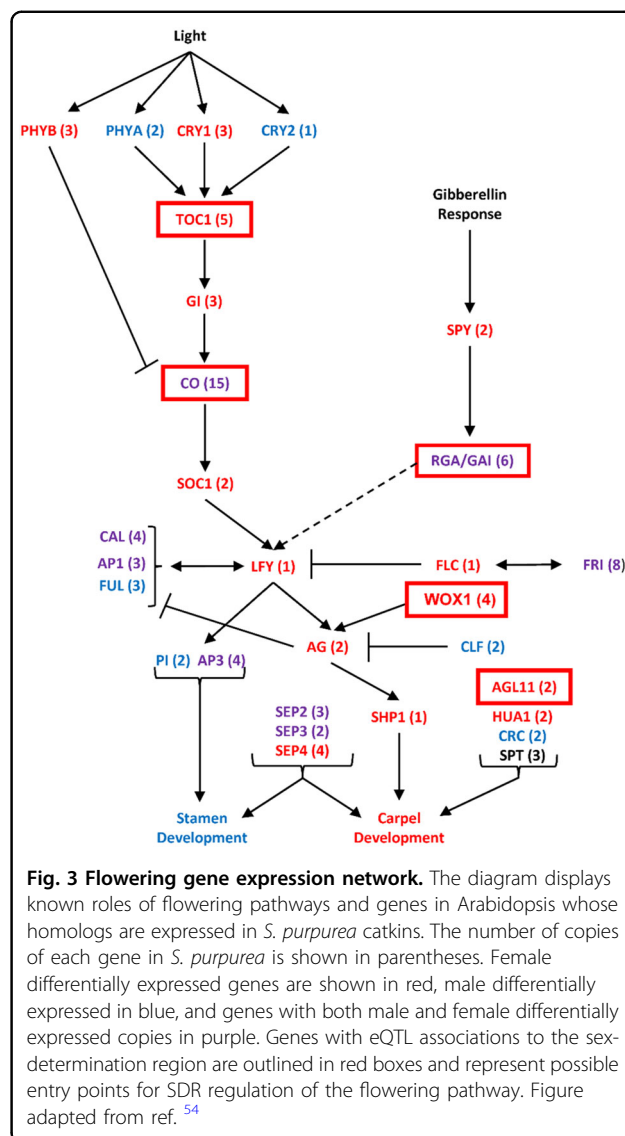 Light
PHYB (3) PHYA (2) CRY1 (3) CRY2 (1)
Gibberellin
Response
TOC1 (5)
GI (3)
SPY (2)
CO (15)
RGA/GAI (6)
SOC1 (2)
CAL (4)
AP1 (3)
FUL (3)
LFY (1)
FLC (1)
FRI (8)
WOX1 (4)
AG (2)
CLF (2)
PI (2) AP3 (4)
AGL11 (2)
SEP2 (3)
SEP3 (2)
SEP4 (4)
SHP1 (1)
HUA1 (2)
CRC (2)
SPT (3)
Stamen
Development
Carpel
Development
Fig. 3 Flowering gene expression network. The diagram displays
known roles of flowering pathways and genes in Arabidopsis whose
homologs are expressed in S. purpurea catkins. The number of copies
of each gene in S. purpurea is shown in parentheses. Female
differentially expressed genes are shown in red, male differentially
expressed in blue, and genes with both male and female differentially
expressed copies in purple. Genes with eQTL associations to the sex-
determination region are outlined in red boxes and represent possible
entry points for SDR regulation of the flowering pathway. Figure
adapted from ref. 54